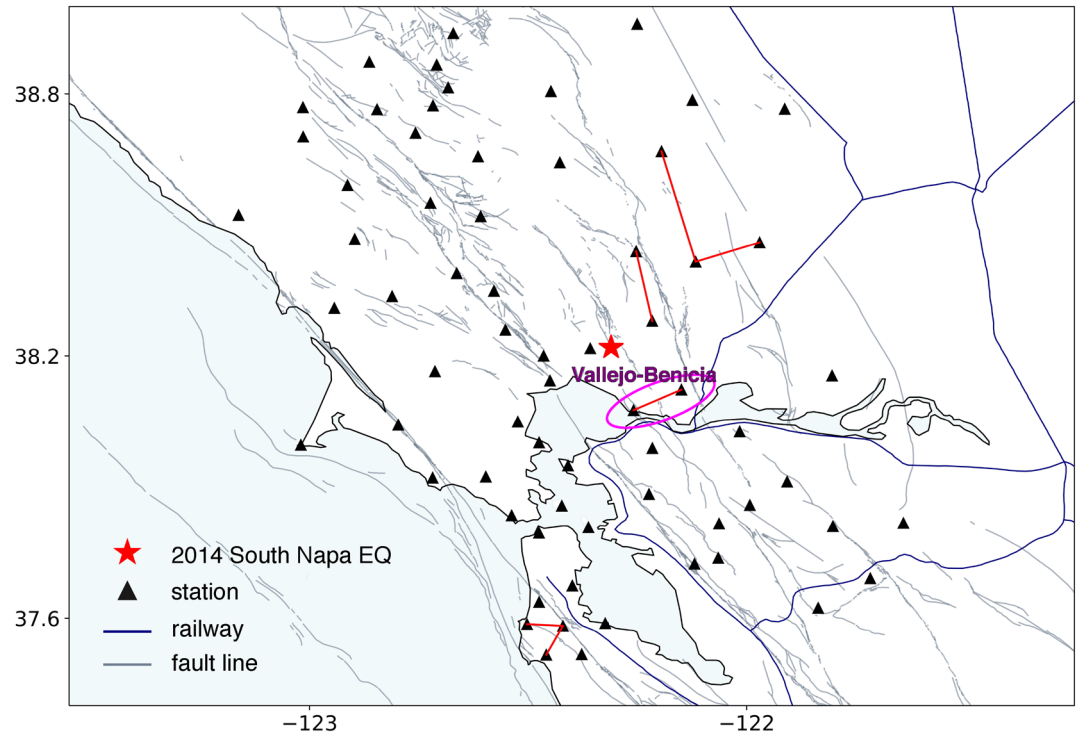 38.8
38.2
37.6
Vallejo-Benicia
2014 South Napa EQ
station
railway
fault line
−123
−122